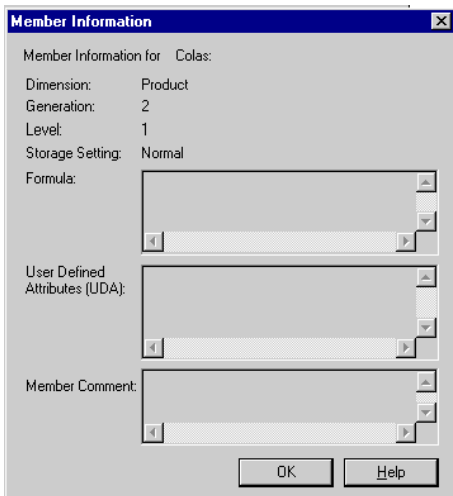 Member Information
Member Information for Colas:
Dimension: Product
Generation: 2
Level: 1
Storage Setting: Normal
Formula:
User Defined
Attributes (UDA):
Member Comment:
OK Help